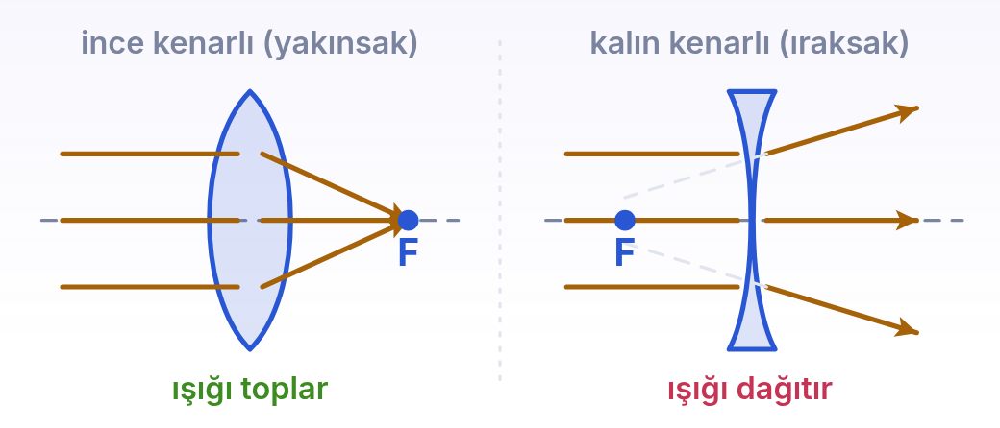 ince kenarlı (yakınsak)
F
ışığı toplar
kalın kenarlı (ıraksak)
F
ışığı dağıtır